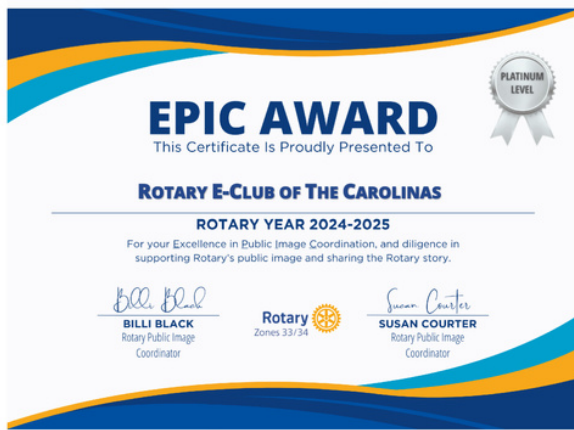 PLATINUM
LEVEL
EPIC AWARD
This Certificate Is Proudly Presented To
ROTARY E-CLUB OF THE CAROLINAS
ROTARY YEAR 2024-2025
For your Excellence in Public Image Coordination, and diligence in
supporting Rotary's public image and sharing the Rotary story.
Billi Black
BILLI BLACK
Rotary Public Image
Coordinator
Rotary
Zones 33/34
Susan Courter
SUSAN COURTER
Rotary Public Image
Coordinator